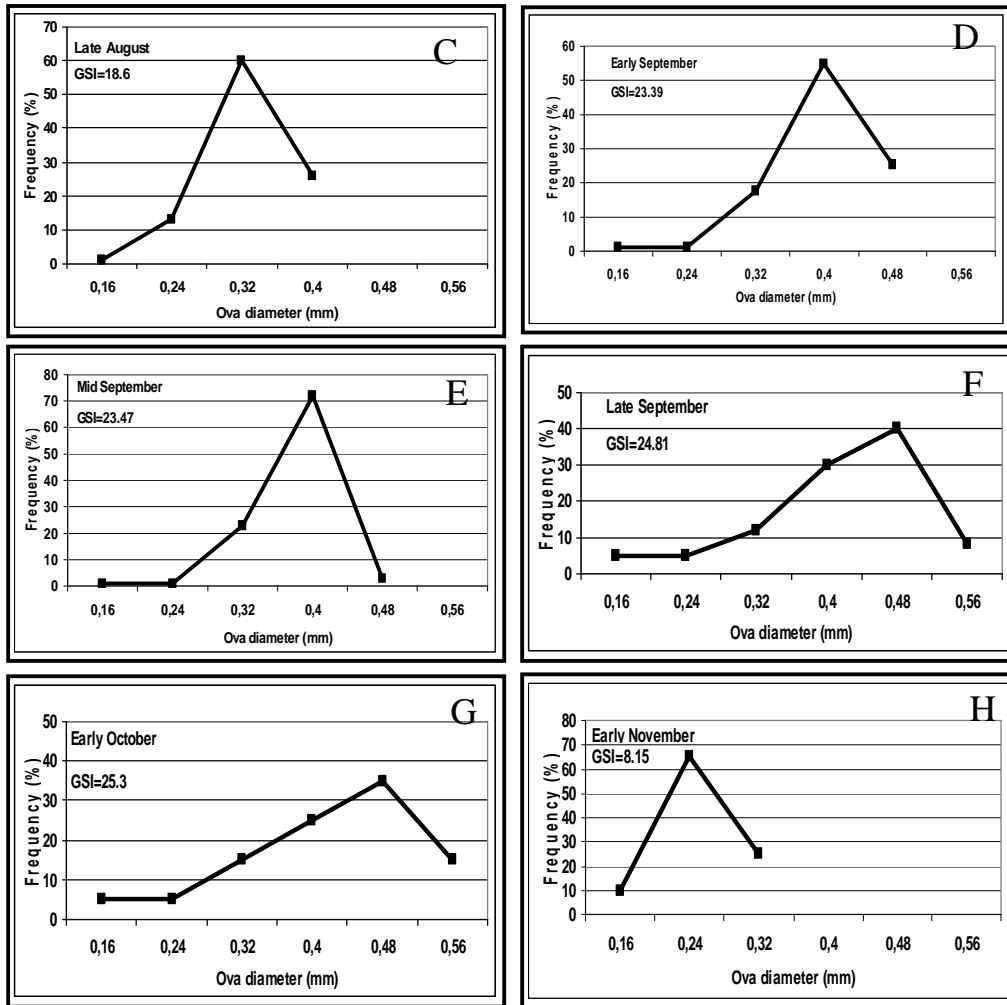 C
Late August
GSI=18.6
Frequency (%)
70
60
50
40
30
20
10
0
0,16 0,24 0,32 0,4 0,48 0,56
Ova diameter (mm)
D
Early September
GSI=23.39
Frequency (%)
60
50
40
30
20
10
0
0,16 0,24 0,32 0,4 0,48 0,56
Ova diameter (mm)
E
Mid September
GSI=23.47
Frequency (%)
80
70
60
50
40
30
20
10
0
0,16 0,24 0,32 0,4 0,48 0,56
Ova diameter (mm)
F
Late September
GSI=24.81
Frequency (%)
50
40
30
20
10
0
0,16 0,24 0,32 0,4 0,48 0,56
Ova diameter (mm)
G
Early October
GSI=25.3
Frequency (%)
50
40
30
20
10
0
0,16 0,24 0,32 0,4 0,48 0,56
Ova diameter (mm)
H
Early November
GSI=8.15
Frequency (%)
80
70
60
50
40
30
20
10
0
0,16 0,24 0,32 0,4 0,48 0,56
Ova diameter (mm)